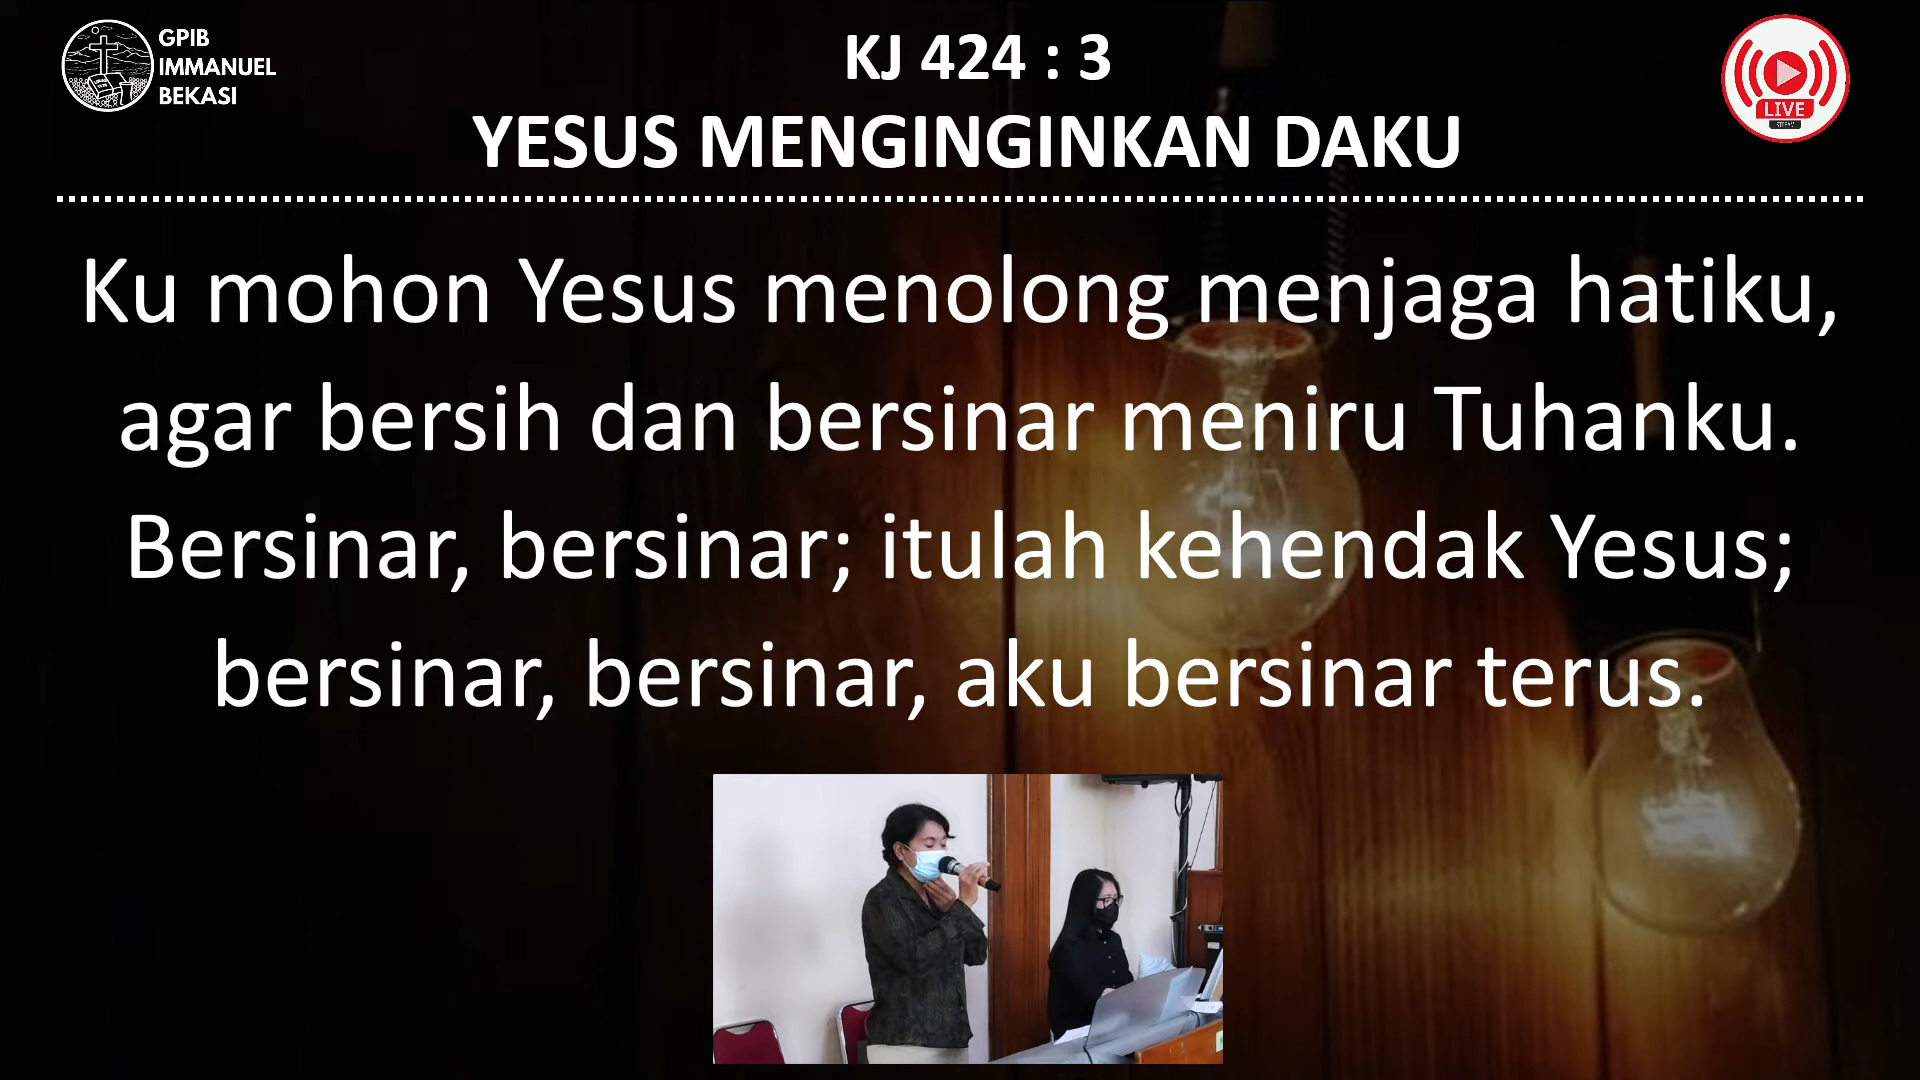 GPIB
IMMANUEL
BEKASI
KJ 424 : 3
YESUS MENGINGINKAN DAKU
LIVE
STREAM
Ku mohon Yesus menolong menjaga hatiku,
agar bersih dan bersinar meniru Tuhanku.
Bersinar, bersinar; itulah kehendak Yesus;
bersinar, bersinar, aku bersinar terus.